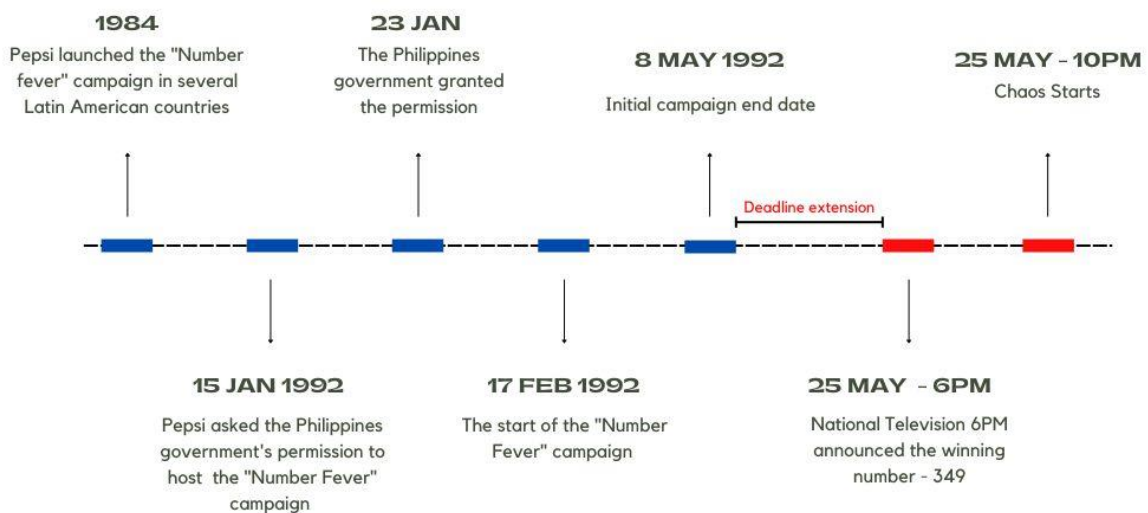 1984
Pepsi launched the "Number
fever" campaign in several
Latin American countries
23 JAN
The Philippines
government granted
the permission
8 MAY 1992
Initial campaign end date
25 MAY - 10PM
Chaos Starts
Deadline extension
15 JAN 1992
Pepsi asked the Philippines
government's permission to
host the "Number Fever"
campaign
17 FEB 1992
The start of the "Number
Fever" campaign
25 MAY - 6PM
National Television 6PM
announced the winning
number - 349